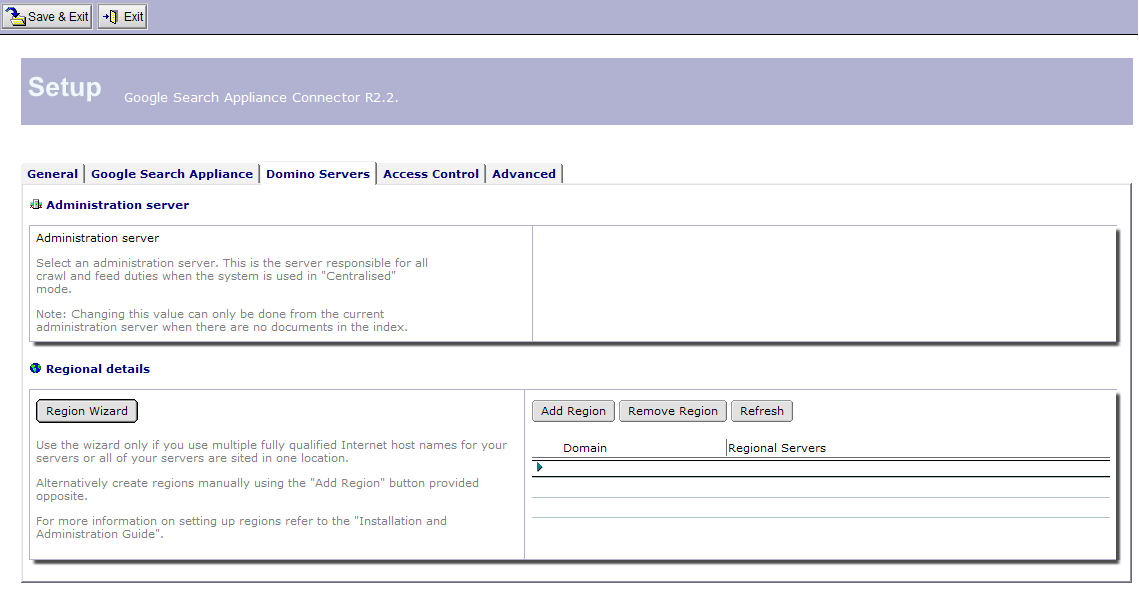 Save & Exit Exit
Setup Google Search Appliance Connector R2.2.
General Google Search Appliance Domino Servers Access Control Advanced
Administration server
Administration server
Select an administration server. This is the server responsible for all
crawl and feed duties when the system is used in "Centralised"
mode.
Note: Changing this value can only be done from the current
administration server when there are no documents in the index.
Regional details
Region Wizard
Use the wizard only if you use multiple fully qualified Internet host names for your
servers or all of your servers are sited in one location.
Alternatively create regions manually using the "Add Region" button provided
opposite.
For more information on setting up regions refer to the "Installation and
Administration Guide".
Add Region Remove Region Refresh
Domain Regional Servers